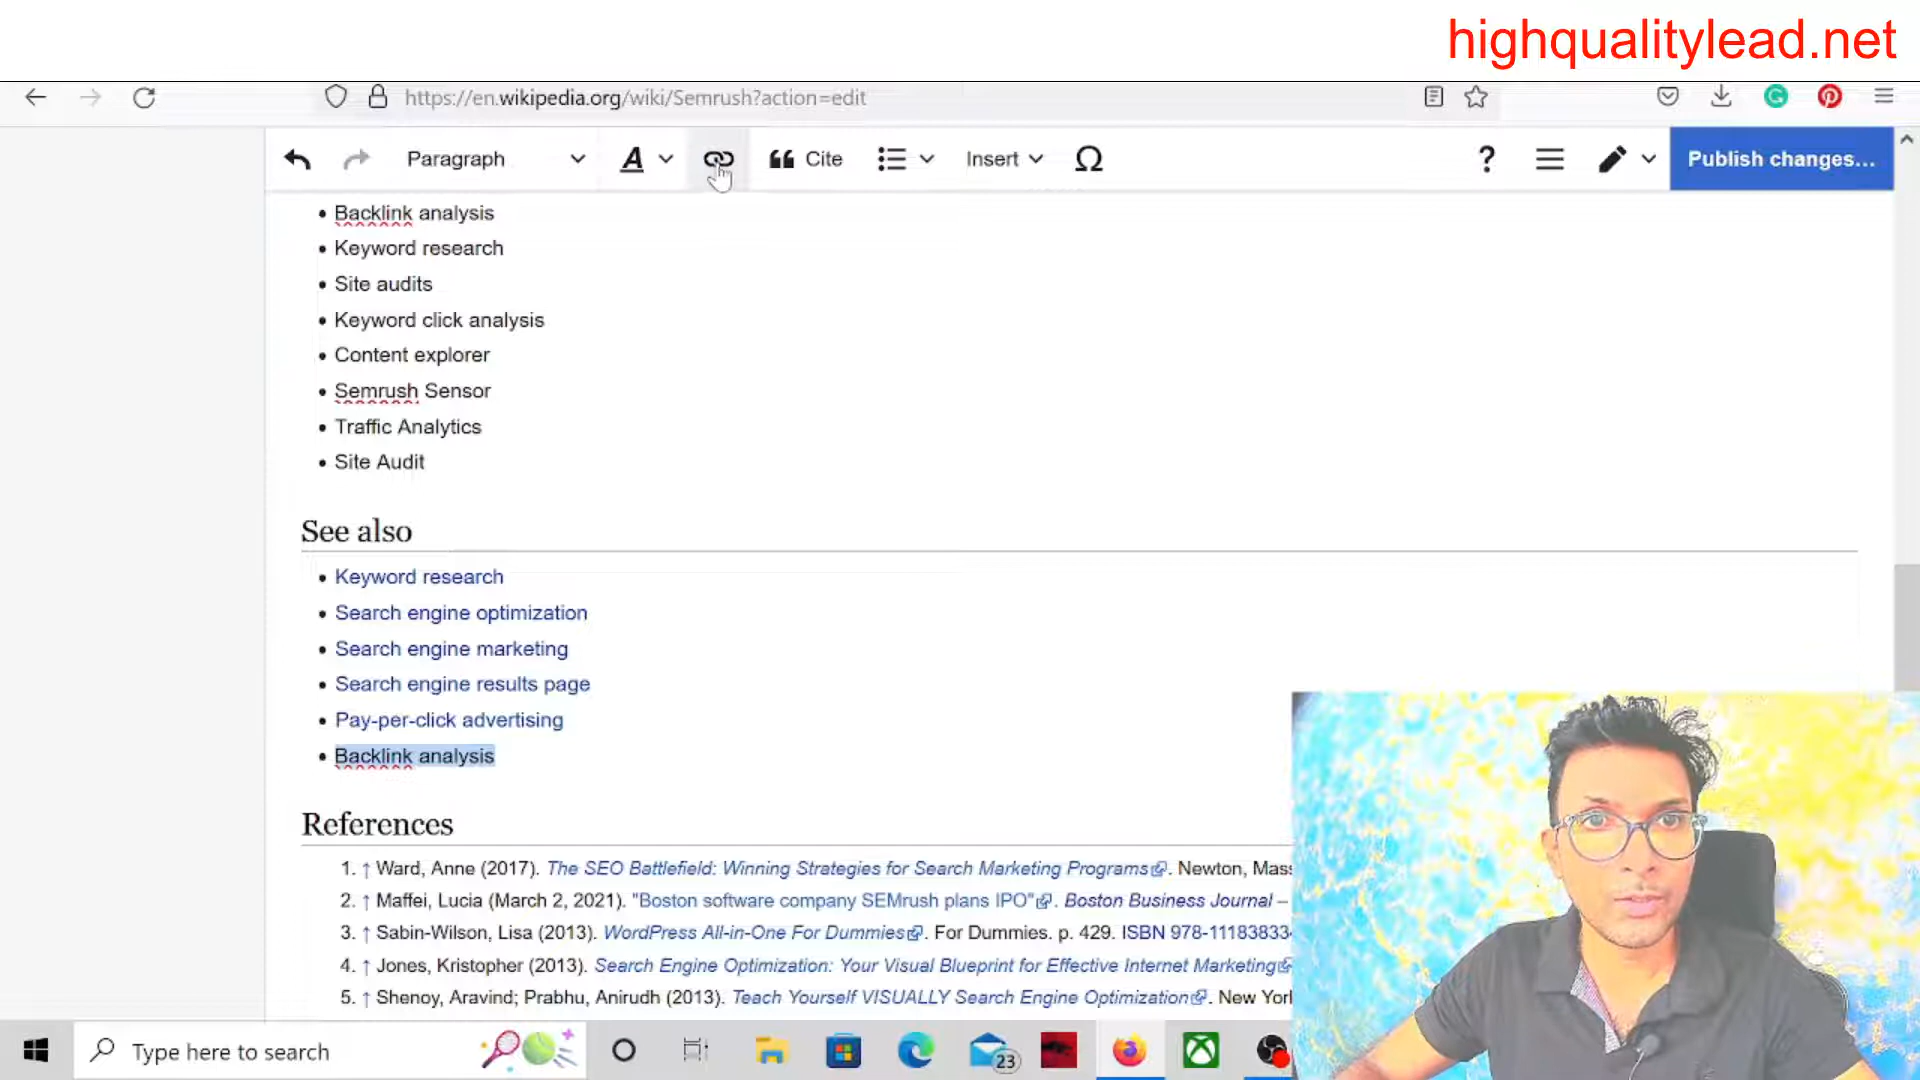 highqualitylead.net
https://en.wikipedia.org/wiki/Semrush?action=edit
Paragraph
A
Cite
Insert
Ω
?
Publish changes...
• Backlink analysis
• Keyword research
• Site audits
• Keyword click analysis
• Content explorer
• Semrush Sensor
• Traffic Analytics
• Site Audit
See also
• Keyword research
• Search engine optimization
• Search engine marketing
• Search engine results page
• Pay-per-click advertising
• Backlink analysis
References
1. ↑ Ward, Anne (2017). The SEO Battlefield: Winning Strategies for Search Marketing Programs. Newton, Mass
2. ↑ Maffei, Lucia (March 2, 2021). "Boston software company SEMrush plans IPO". Boston Business Journal –
3. ↑ Sabin-Wilson, Lisa (2013). WordPress All-in-One For Dummies. For Dummies. p. 429. ISBN 978-11183833
4. ↑ Jones, Kristopher (2013). Search Engine Optimization: Your Visual Blueprint for Effective Internet Marketing
5. ↑ Shenoy, Aravind; Prabhu, Anirudh (2013). Teach Yourself VISUALLY Search Engine Optimization. New Yor
Type here to search
23